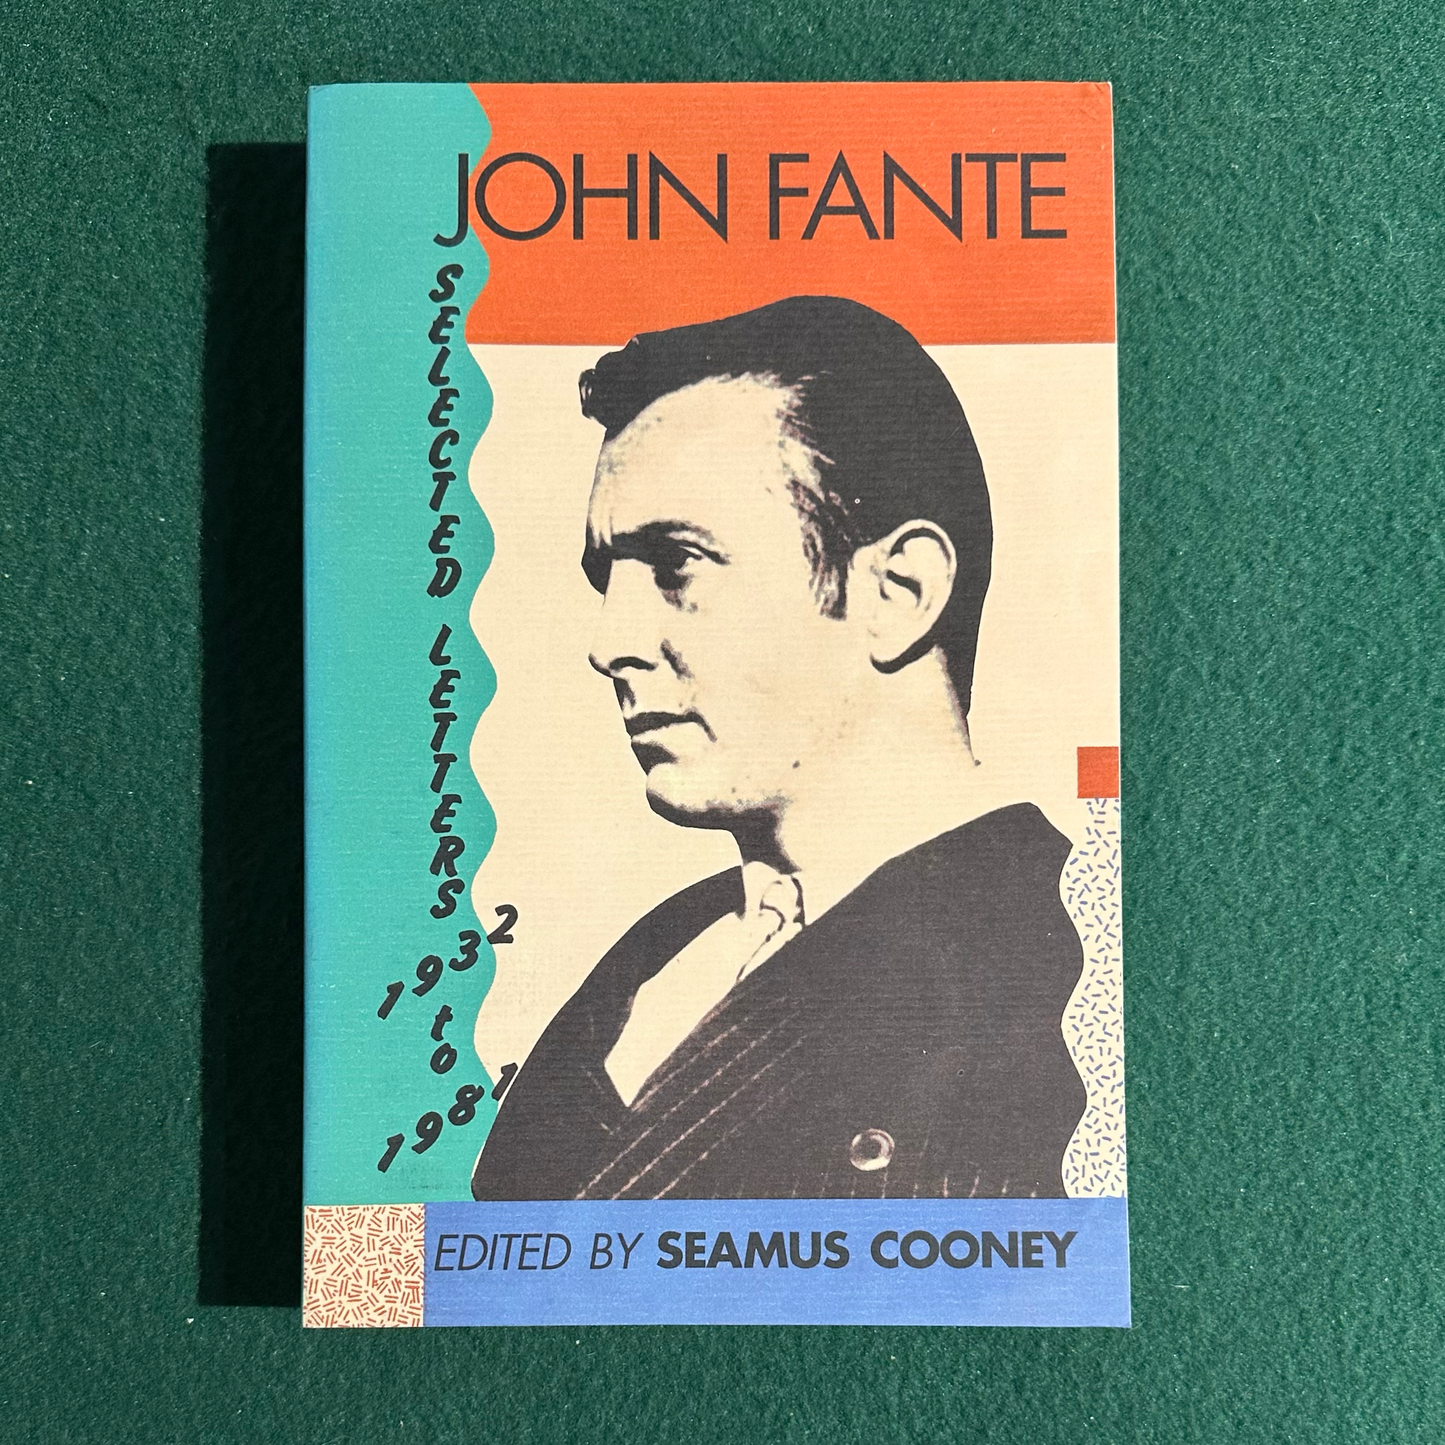 JOHN FANTE
SELECTED LETTERS
1932
to
1981
EDITED BY SEAMUS COONEY